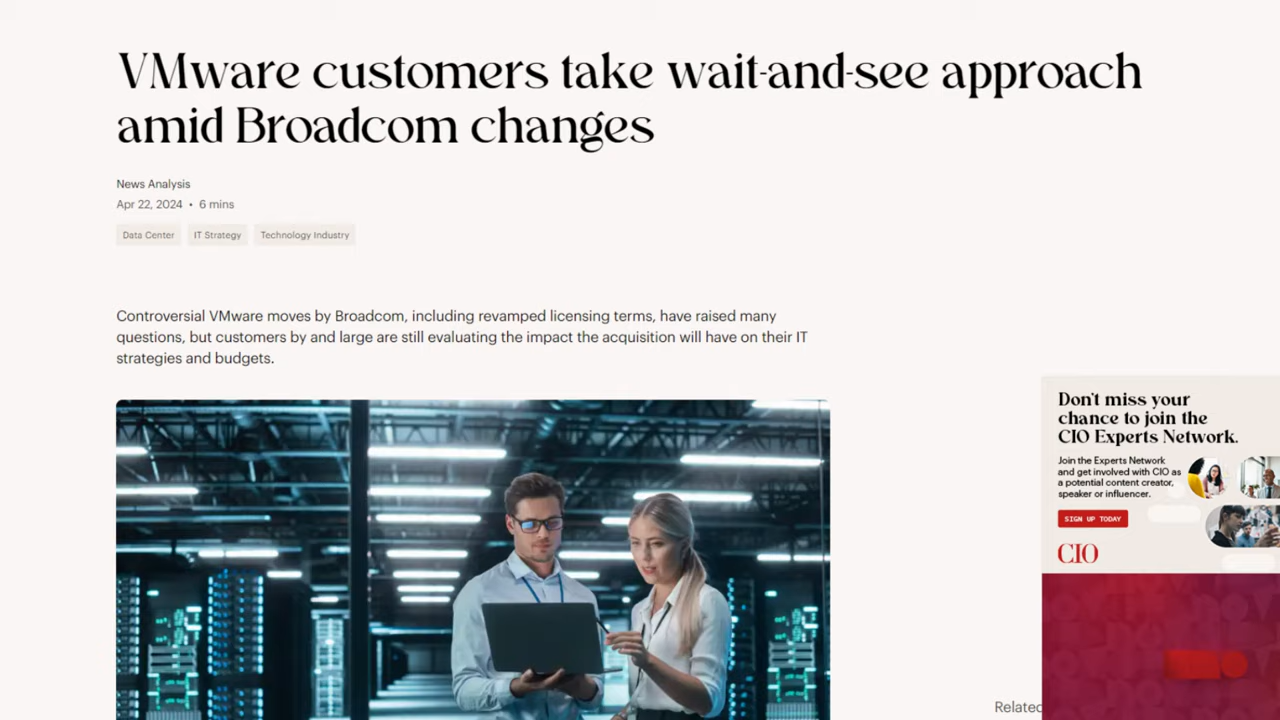 VMware customers take wait-and-see approach
amid Broadcom changes
News Analysis
Apr 22, 2024 • 6 mins
Data Center
IT Strategy
Technology Industry
Controversial VMware moves by Broadcom, including revamped licensing terms, have raised many
questions, but customers by and large are still evaluating the impact the acquisition will have on their IT
strategies and budgets.
Don't miss your
chance to join the
CIO Experts Network.
Join the Experts Network
and get involved with CIO as
a potential content creator,
speaker or influencer.
SIGN UP TODAY
CIO
Related